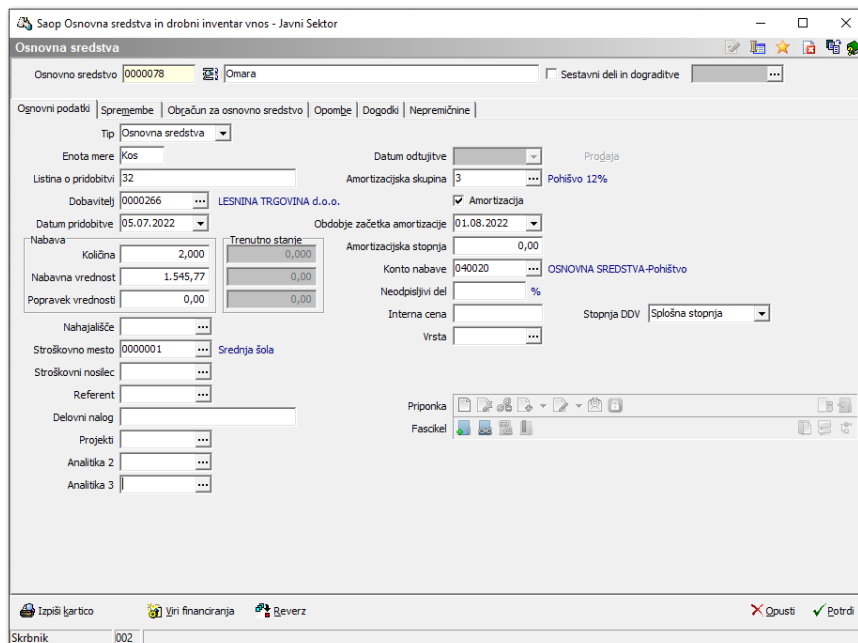 Saop Osnovna sredstva in drobni inventar vnos - Javni Sektor
Osnovna sredstva
Osnovno sredstvo 0000078 Omara Sestavni deli in dograditve
Osnovni podatki Spremembe Obračun za osnovno sredstvo Opombe Dogodki Nepremičnine
Tip Osnovna sredstva
Enota mere Kos Datum odtujitve Prodaja
Listina o pridobitvi 32 Amortizacijska skupina 3 Pohišvo 12%
Dobavitelj 0000266 LESNINA TRGOVINA d.o.o. Amortizacija
Datum pridobitve 05.07.2022 Obdobje začetka amortizacije 01.08.2022
Nabava Trenutno stanje
Količina 2,000 0,000 Amortizacijska stopnja 0,00
Nabavna vrednost 1.545,77 0,00 Konto nabave 040020 OSNOVNA SREDSTVA-Pohištvo
Popravek vrednosti 0,00 0,00 Neodpisljivi del %
Nahajališče Interna cena Stopnja DDV Splošna stopnja
Stroškovno mesto 0000001 Srednja šola Vrsta
Stroškovni nosilec
Referent
Delovni nalog Priponka
Projekti Fascikel
Analitika 2
Analitika 3
Izpiši kartico Viri financiranja Reverz Opusti Potrdi
Skrbnik 002